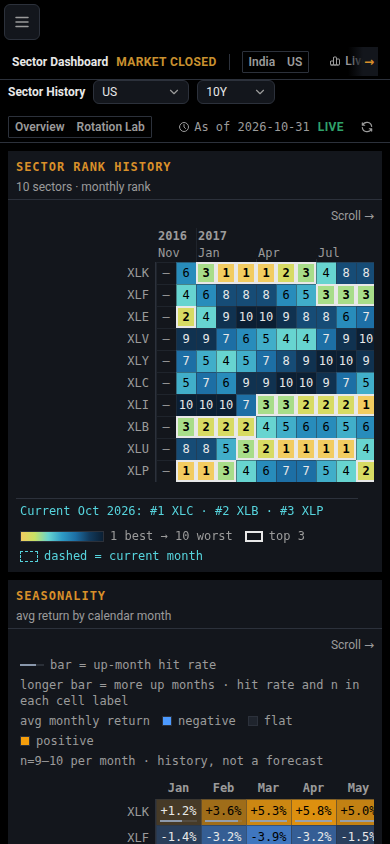 Sector Dashboard MARKET CLOSED India US Liv →
Sector History US 10Y
Overview Rotation Lab As of 2026-10-31 LIVE
SECTOR RANK HISTORY
10 sectors · monthly rank
Scroll →
2016 2017
Nov Jan Apr Jul
XLK — 6 3 1 1 1 2 3 4 8 8
XLF — 4 6 8 8 8 6 5 3 3 3
XLE — 2 4 9 10 10 9 8 8 6 7
XLV — 9 9 7 6 5 4 4 7 9 10
XLY — 7 5 4 5 7 8 9 10 10 9
XLC — 5 7 6 9 9 10 10 9 7 5
XLI — 10 10 10 7 3 3 2 2 2 1
XLB — 3 2 2 2 4 5 6 6 5 6
XLU — 8 8 5 3 2 1 1 1 1 4
XLP — 1 1 3 4 6 7 7 5 4 2
Current Oct 2026: #1 XLC · #2 XLB · #3 XLP
1 best → 10 worst top 3
dashed = current month
SEASONALITY
avg return by calendar month
Scroll →
bar = up-month hit rate
longer bar = more up months · hit rate and n in
each cell label
avg monthly return negative flat
positive
n=9–10 per month · history, not a forecast
Jan Feb Mar Apr May
XLK +1.2% +3.6% +5.3% +5.8% +5.0%
XLF -1.4% -3.2% -3.9% -3.2% -1.5%